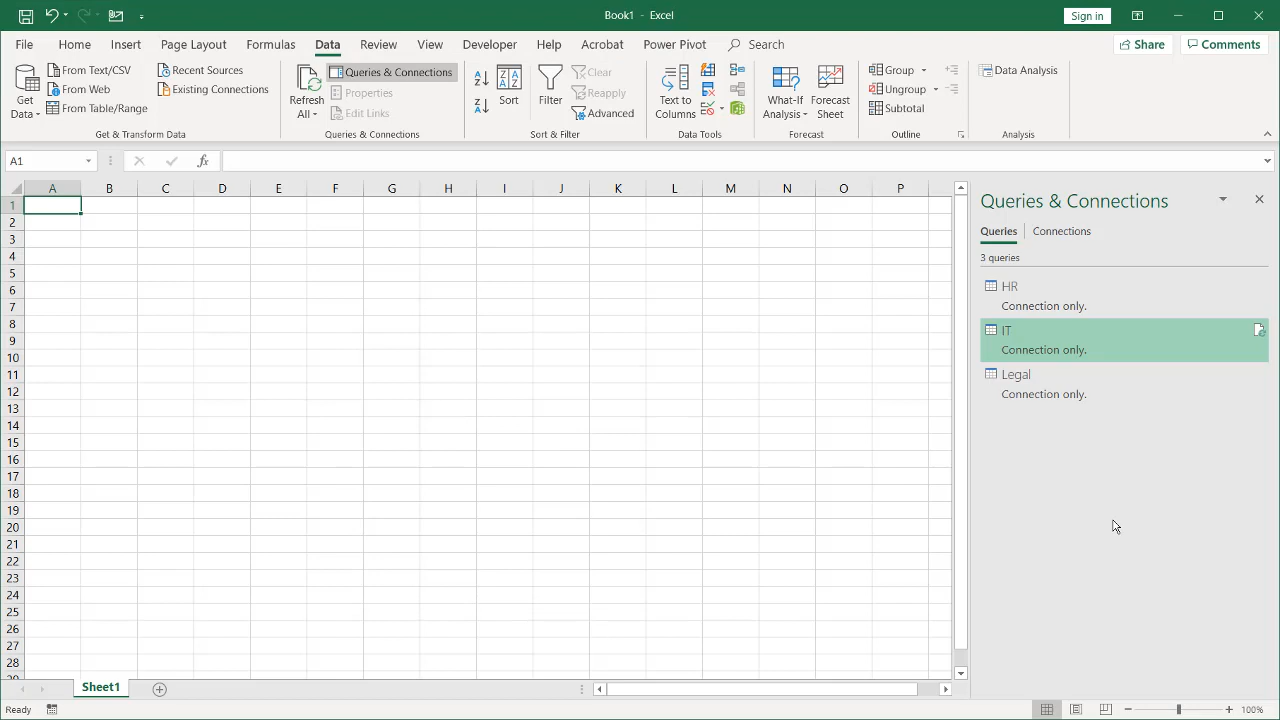 Book1 - Excel
Sign in
File Home Insert Page Layout Formulas Data Review View Developer Help Acrobat Power Pivot Search Share Comments
Get Data
From Text/CSV
From Web
From Table/Range
Recent Sources
Existing Connections
Get & Transform Data
Refresh All
Queries & Connections
Properties
Edit Links
Queries & Connections
Sort
Filter
Clear
Reapply
Advanced
Sort & Filter
Text to Columns
Data Tools
What-If Analysis
Forecast Sheet
Forecast
Group
Ungroup
Subtotal
Outline
Data Analysis
Analysis
A1
fx
A B C D E F G H I J K L M N O P
1
2
3
4
5
6
7
8
9
10
11
12
13
14
15
16
17
18
19
20
21
22
23
24
25
26
27
28
Queries & Connections
Queries Connections
3 queries
HR
Connection only.
IT
Connection only.
Legal
Connection only.
Sheet1
Ready
100%